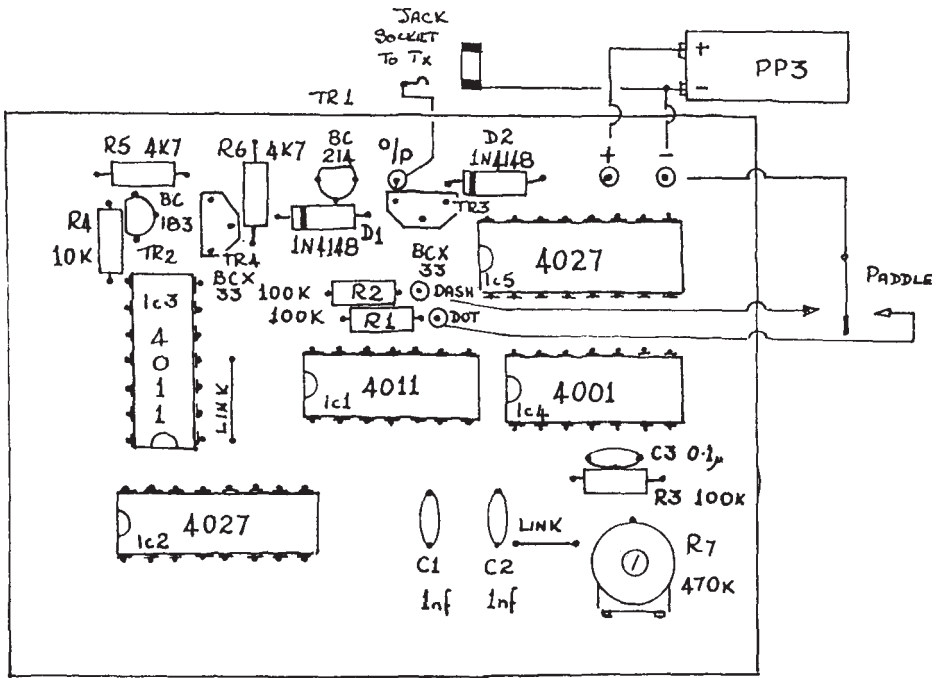 JACK
SOCKET
TO TX
+
-
PP3
TR1
R5 4K7
R6 4K7
BC
214
O/P
D2
1N4148
+
-
R4
10K
BC
183
TR2
TR4
BCX
33
1N4148
D1
TR3
BCX
33
4027
IC5
PADDLE
IC3
4
0
1
1
100K
R2
DASH
100K
R1
DOT
LINK
4011
IC1
4001
IC4
C3 0.1µ
R3 100K
4027
IC2
C1
1nf
C2
1nf
LINK
R7
470K